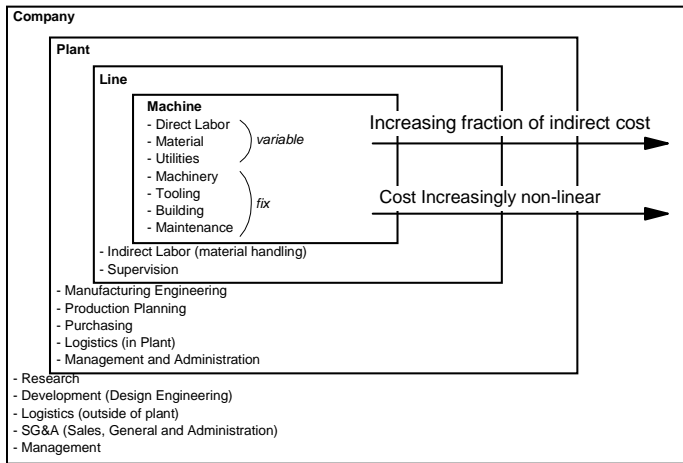 Company
Plant
Line
Machine
- Direct Labor
- Material
- Utilities
variable
- Machinery
- Tooling
- Building
- Maintenance
fix
Increasing fraction of indirect cost
Cost Increasingly non-linear
- Indirect Labor (material handling)
- Supervision
- Manufacturing Engineering
- Production Planning
- Purchasing
- Logistics (in Plant)
- Management and Administration
- Research
- Development (Design Engineering)
- Logistics (outside of plant)
- SG&A (Sales, General and Administration)
- Management